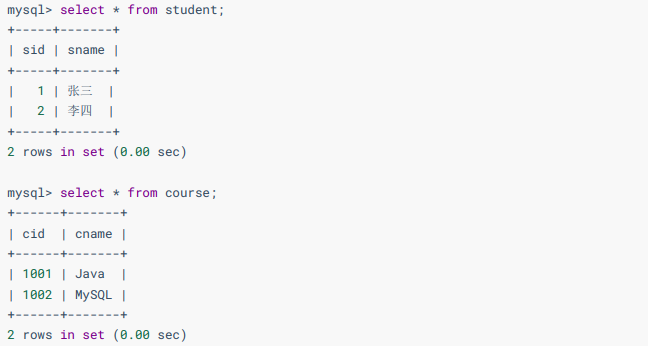 mysql> select * from student;
+-----+-------+
| sid | sname |
+-----+-------+
|   1 | 张三  |
|   2 | 李四  |
+-----+-------+
2 rows in set (0.00 sec)

mysql> select * from course;
+------+-------+
| cid  | cname |
+------+-------+
| 1001 | Java  |
| 1002 | MySQL |
+------+-------+
2 rows in set (0.00 sec)